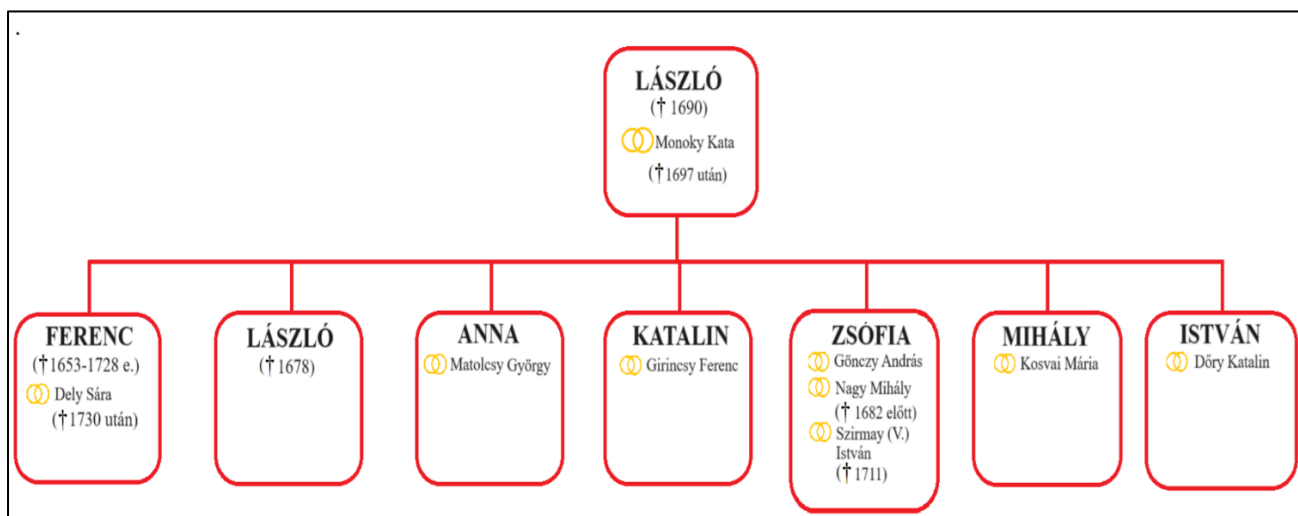 .
LÁSZLÓ
(† 1690)
Monoky Kata
(†1697 után)
FERENC
(†1653-1728 e.)
Dely Sára
(†1730 után)
LÁSZLÓ
(† 1678)
ANNA
Matolcsy György
KATALIN
Girincsy Ferenc
ZSÓFIA
Gönczy András
Nagy Mihály
(† 1682 előtt)
Szirmay (V.)
István
(† 1711)
MIHÁLY
Kosvai Mária
ISTVÁN
Dőry Katalin